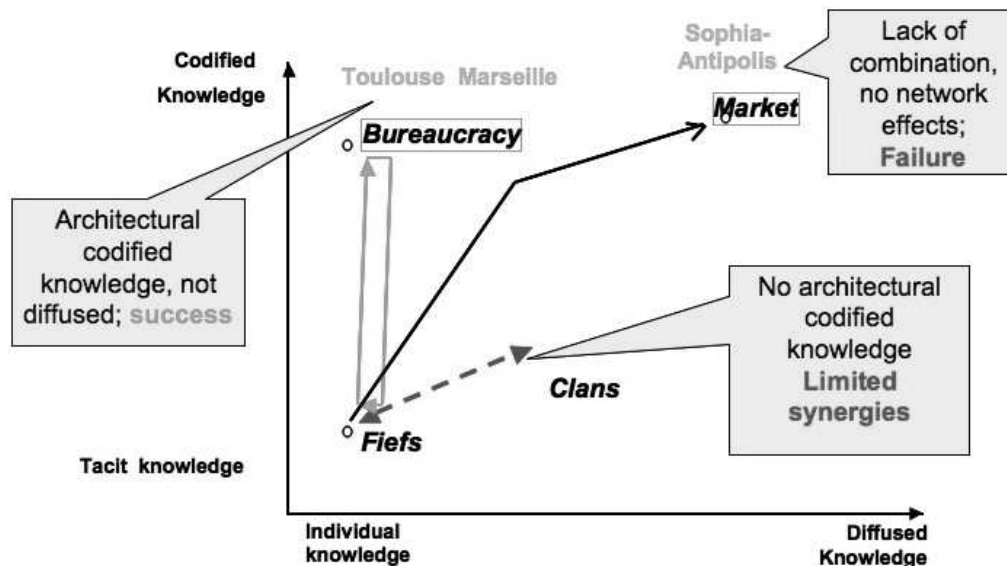 Codified
Knowledge
Toulouse Marseille
Sophia-
Antipolis
Lack of
combination,
no network
effects;
Failure
Bureaucracy
Market
Architectural
codified
knowledge, not
diffused; success
No architectural
codified
knowledge
Limited
synergies
Clans
Fiefs
Tacit knowledge
Individual
knowledge
Diffused
Knowledge